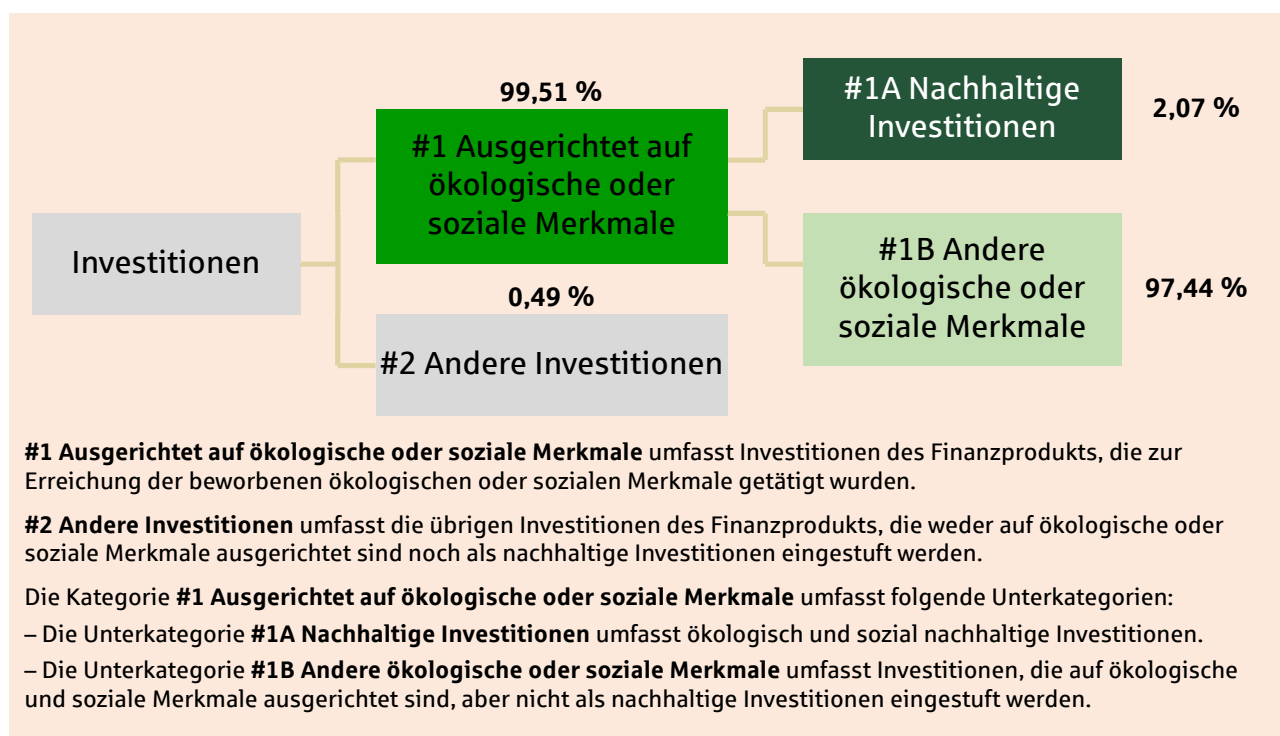 99,51 %
#1 Ausgerichtet auf
ökologische oder
soziale Merkmale
#1A Nachhaltige
Investitionen
2,07 %
Investitionen
#1B Andere
ökologische oder
soziale Merkmale
97,44 %
0,49 %
#2 Andere Investitionen
#1 Ausgerichtet auf ökologische oder soziale Merkmale umfasst Investitionen des Finanzprodukts, die zur
Erreichung der beworbenen ökologischen oder sozialen Merkmale getätigt wurden.
#2 Andere Investitionen umfasst die übrigen Investitionen des Finanzprodukts, die weder auf ökologische oder
soziale Merkmale ausgerichtet sind noch als nachhaltige Investitionen eingestuft werden.
Die Kategorie #1 Ausgerichtet auf ökologische oder soziale Merkmale umfasst folgende Unterkategorien:
– Die Unterkategorie #1A Nachhaltige Investitionen umfasst ökologisch und sozial nachhaltige Investitionen.
– Die Unterkategorie #1B Andere ökologische oder soziale Merkmale umfasst Investitionen, die auf ökologische
und soziale Merkmale ausgerichtet sind, aber nicht als nachhaltige Investitionen eingestuft werden.